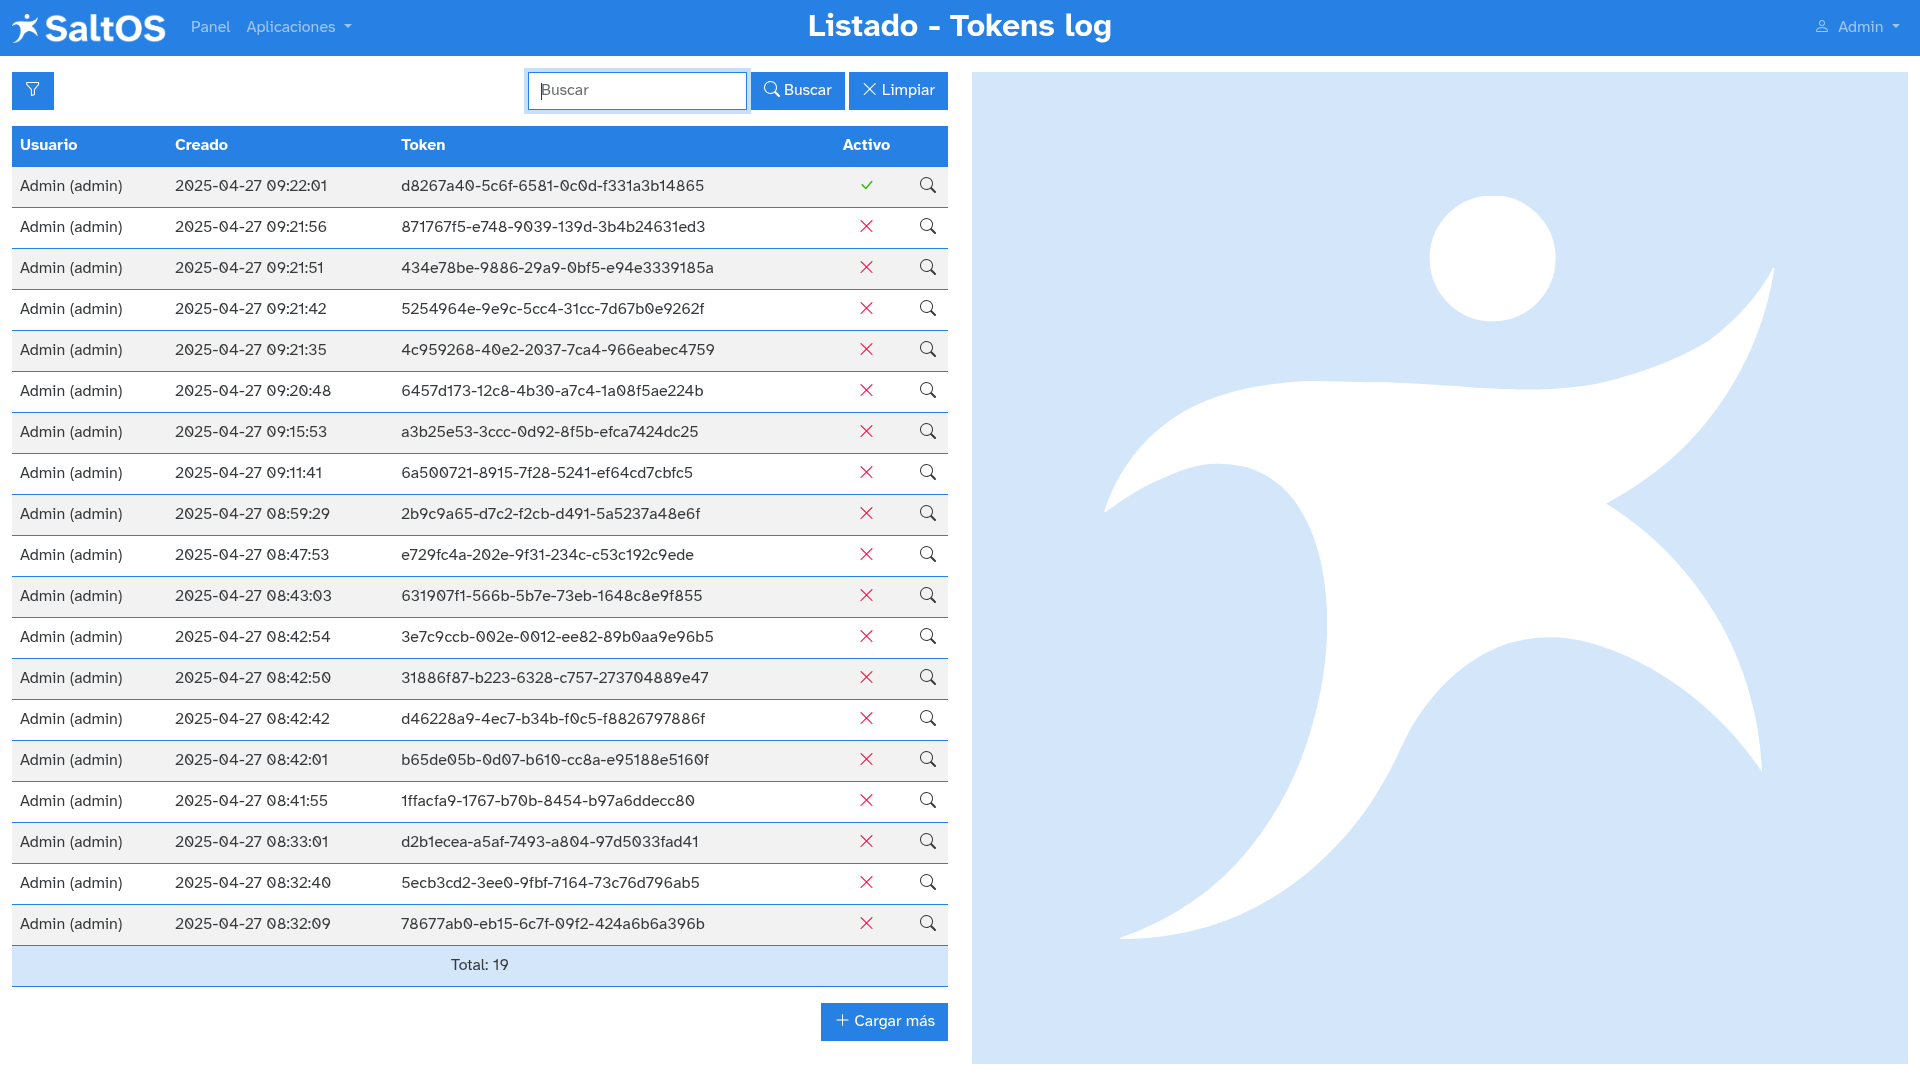 SaltOS Panel Aplicaciones Listado - Tokens log Admin
Buscar Buscar Limpiar
Usuario Creado Token Activo
Admin (admin) 2025-04-27 09:22:01 d8267a40-5c6f-6581-0c0d-f331a3b14865
Admin (admin) 2025-04-27 09:21:56 871767f5-e748-9039-139d-3b4b24631ed3
Admin (admin) 2025-04-27 09:21:51 434e78be-9886-29a9-0bf5-e94e3339185a
Admin (admin) 2025-04-27 09:21:42 5254964e-9e9c-5cc4-31cc-7d67b0e9262f
Admin (admin) 2025-04-27 09:21:35 4c959268-40e2-2037-7ca4-966eabec4759
Admin (admin) 2025-04-27 09:20:48 6457d173-12c8-4b30-a7c4-1a08f5ae224b
Admin (admin) 2025-04-27 09:15:53 a3b25e53-3ccc-0d92-8f5b-efca7424dc25
Admin (admin) 2025-04-27 09:11:41 6a500721-8915-7f28-5241-ef64cd7cbfc5
Admin (admin) 2025-04-27 08:59:29 2b9c9a65-d7c2-f2cb-d491-5a5237a48e6f
Admin (admin) 2025-04-27 08:47:53 e729fc4a-202e-9f31-234c-c53c192c9ede
Admin (admin) 2025-04-27 08:43:03 631907f1-566b-5b7e-73eb-1648c8e9f855
Admin (admin) 2025-04-27 08:42:54 3e7c9ccb-002e-0012-ee82-89b0aa9e96b5
Admin (admin) 2025-04-27 08:42:50 31886f87-b223-6328-c757-273704889e47
Admin (admin) 2025-04-27 08:42:42 d46228a9-4ec7-b34b-f0c5-f8826797886f
Admin (admin) 2025-04-27 08:42:01 b65de05b-0d07-b610-cc8a-e95188e5160f
Admin (admin) 2025-04-27 08:41:55 1ffacfa9-1767-b70b-8454-b97a6ddecc80
Admin (admin) 2025-04-27 08:33:01 d2b1ecea-a5af-7493-a804-97d5033fad41
Admin (admin) 2025-04-27 08:32:40 5ecb3cd2-3ee0-9fbf-7164-73c76d796ab5
Admin (admin) 2025-04-27 08:32:09 78677ab0-eb15-6c7f-09f2-424a6b6a396b
Total: 19
Cargar más